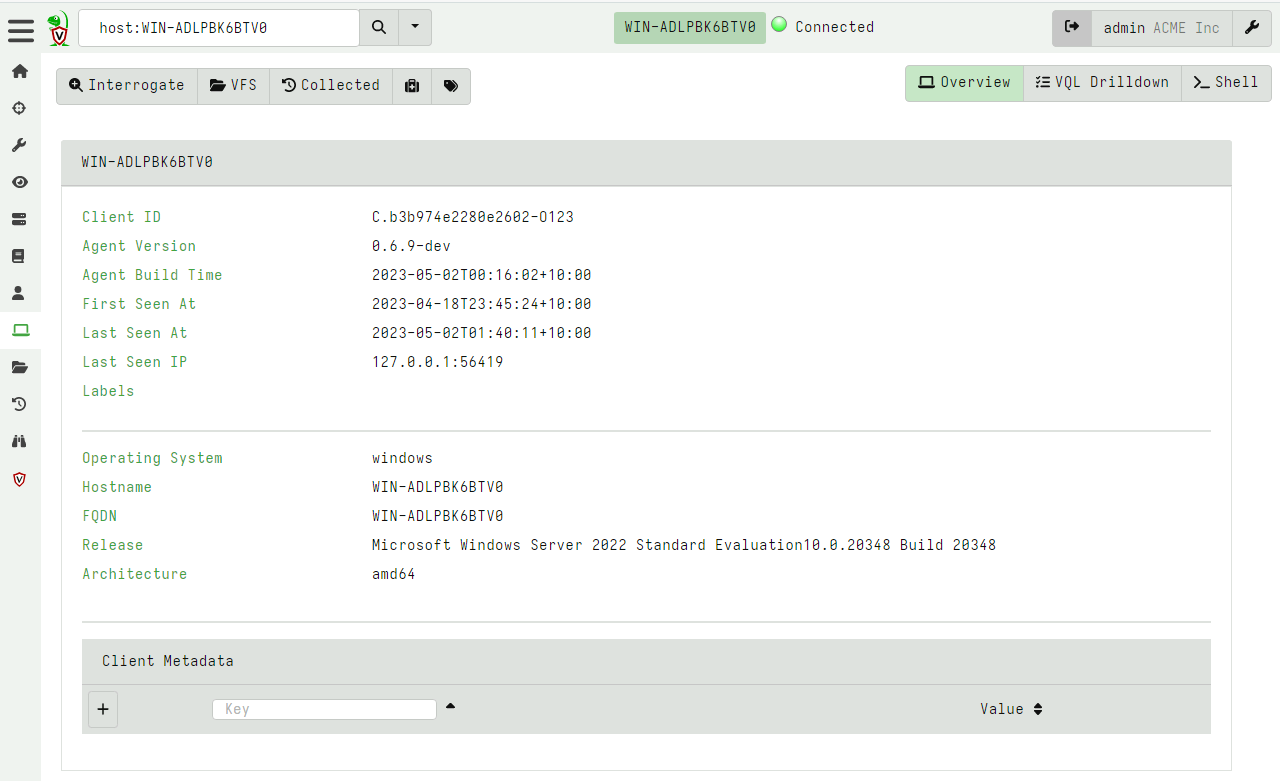 host:WIN-ADLPBK6BTV0
WIN-ADLPBK6BTV0 Connected
admin ACME Inc
Interrogate VFS Collected
Overview VQL Drilldown Shell
WIN-ADLPBK6BTV0
Client ID C.b3b974e2280e2602-O123
Agent Version 0.6.9-dev
Agent Build Time 2023-05-02T00:16:02+10:00
First Seen At 2023-04-18T23:45:24+10:00
Last Seen At 2023-05-02T01:40:11+10:00
Last Seen IP 127.0.0.1:56419
Labels
Operating System windows
Hostname WIN-ADLPBK6BTV0
FQDN WIN-ADLPBK6BTV0
Release Microsoft Windows Server 2022 Standard Evaluation10.0.20348 Build 20348
Architecture amd64
Client Metadata
Key Value